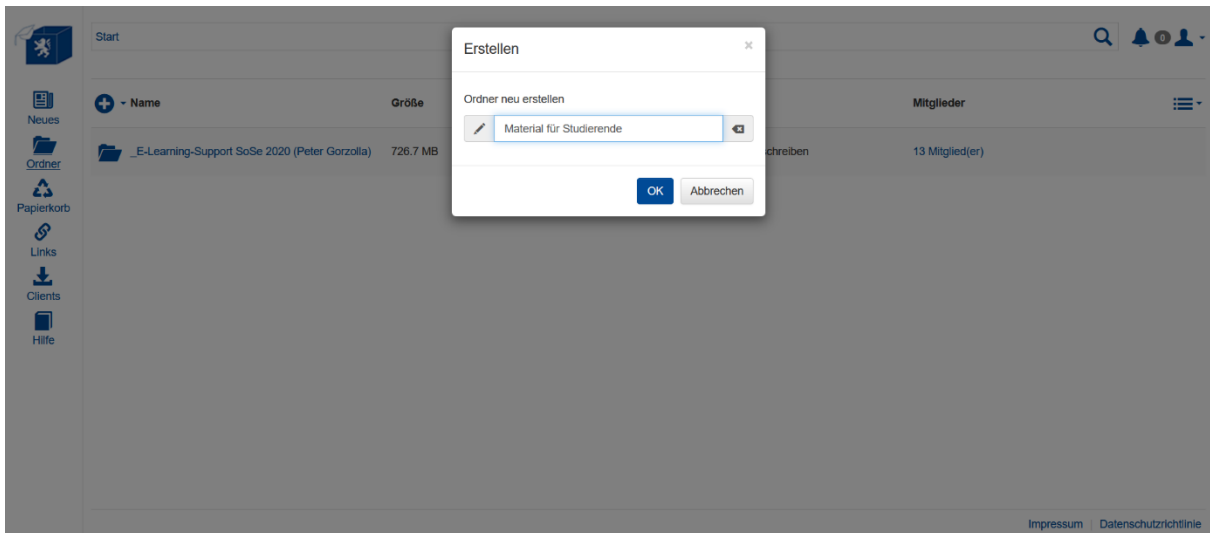 Start
0
Erstellen
×
Ordner neu erstellen
Material für Studierende
OK
Abbrechen
Neues
Ordner
Papierkorb
Links
Clients
Hilfe
Name
Größe
Mitglieder
_E-Learning-Support SoSe 2020 (Peter Gorzolla)
726.7 MB
chreiben
13 Mitglied(er)
Impressum | Datenschutzrichtlinie